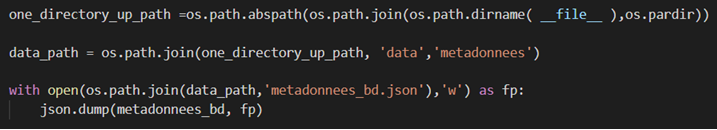 one_directory_up_path =os.path.abspath(os.path.join(os.path.dirname( __file__ ),os.pardir))
data_path = os.path.join(one_directory_up_path, 'data','metadonnees')
with open(os.path.join(data_path,'metadonnees_bd.json'),'w') as fp:
    json.dump(metadonnees_bd, fp)